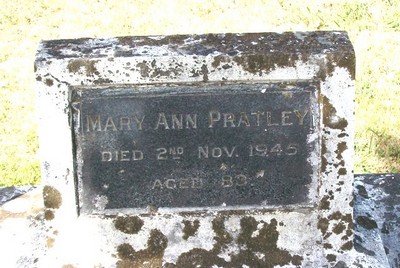 MARY ANN PRATLEY
DIED 2ND NOV. 1945
AGED 83